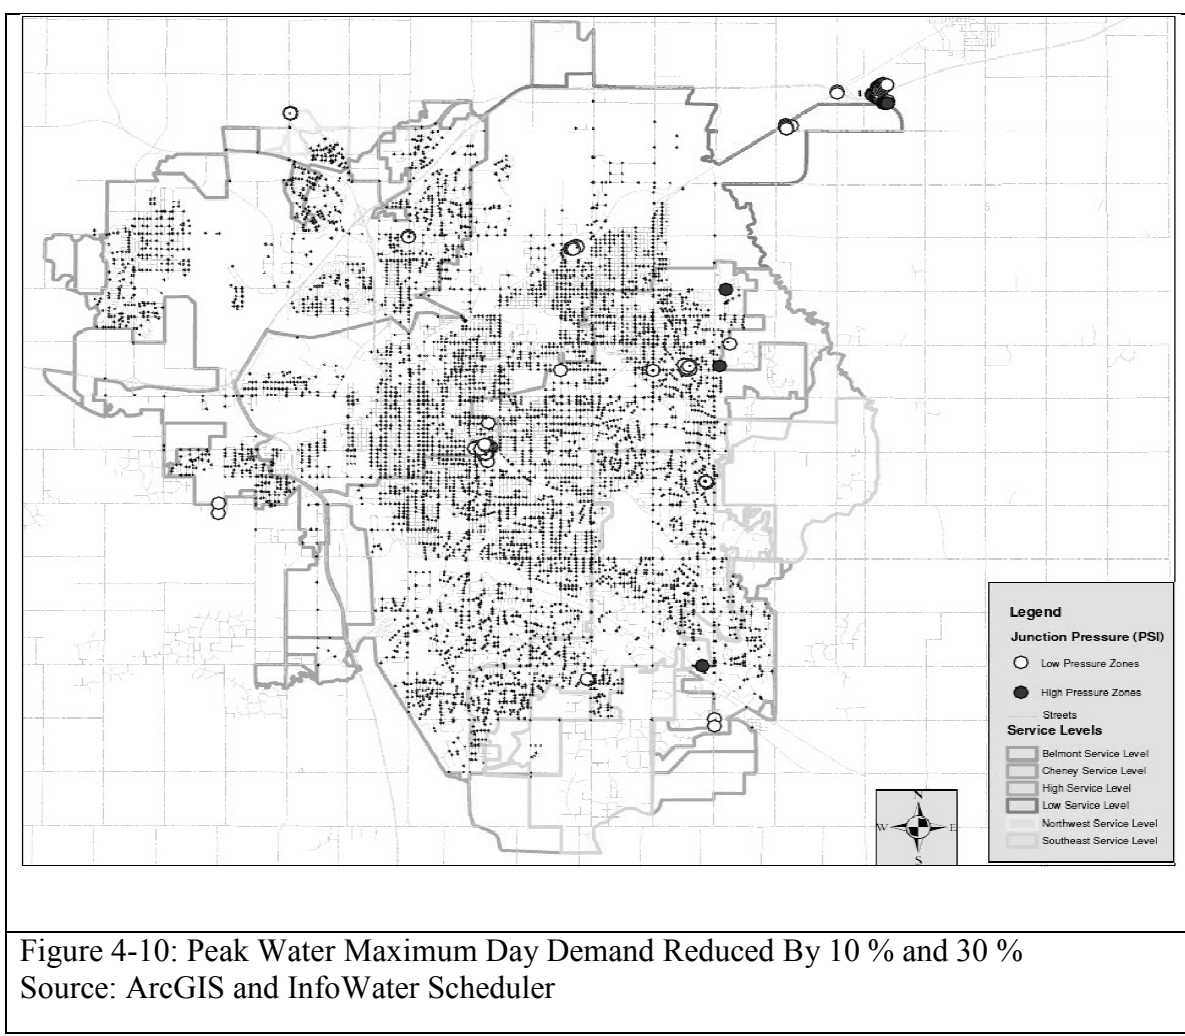 Legend
Junction Pressure (PSI)
Low Pressure Zones
High Pressure Zones
Streets
Service Levels
Belmont Service Level
Cheney Service Level
High Service Level
Low Service Level
Northwest Service Level
Southeast Service Level
N
W E
S
Figure 4-10: Peak Water Maximum Day Demand Reduced By 10 % and 30 %
Source: ArcGIS and InfoWater Scheduler